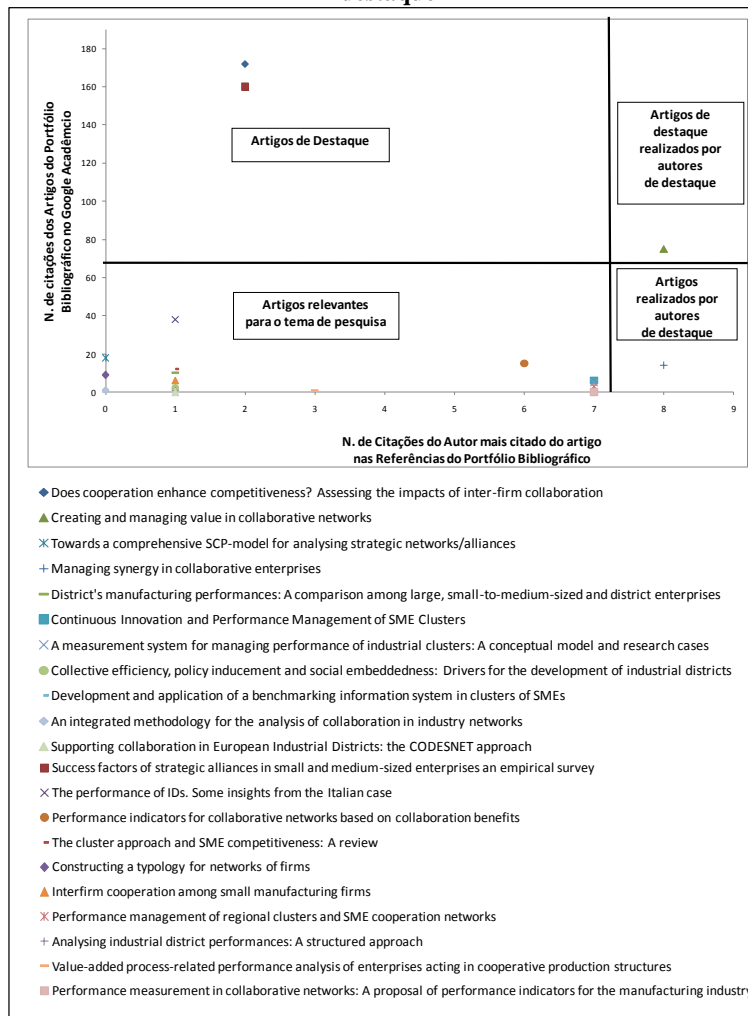 destaque
180
160
140
120
100
80
60
40
20
0
N. de citações dos Artigos do Portfólio
Bibliográfico no Google Acadêmcio
Artigos de Destaque
Artigos de
destaque
realizados por
autores
de destaque
Artigos relevantes
para o tema de pesquisa
Artigos
realizados por
autores
de destaque
0 1 2 3 4 5 6 7 8 9
N. de Citações do Autor mais citado do artigo
nas Referências do Portfólio Bibliográfico
Does cooperation enhance competitiveness? Assessing the impacts of inter-firm collaboration
Creating and managing value in collaborative networks
Towards a comprehensive SCP-model for analysing strategic networks/alliances
Managing synergy in collaborative enterprises
District's manufacturing performances: A comparison among large, small-to-medium-sized and district enterprises
Continuous Innovation and Performance Management of SME Clusters
A measurement system for managing performance of industrial clusters: A conceptual model and research cases
Collective efficiency, policy inducement and social embeddedness: Drivers for the development of industrial districts
Development and application of a benchmarking information system in clusters of SMEs
An integrated methodology for the analysis of collaboration in industry networks
Supporting collaboration in European Industrial Districts: the CODESNET approach
Success factors of strategic alliances in small and medium-sized enterprises an empirical survey
The performance of IDs. Some insights from the Italian case
Performance indicators for collaborative networks based on collaboration benefits
The cluster approach and SME competitiveness: A review
Constructing a typology for networks of firms
Interfirm cooperation among small manufacturing firms
Performance management of regional clusters and SME cooperation networks
Analysing industrial district performances: A structured approach
Value-added process-related performance analysis of enterprises acting in cooperative production structures
Performance measurement in collaborative networks: A proposal of performance indicators for the manufacturing industry